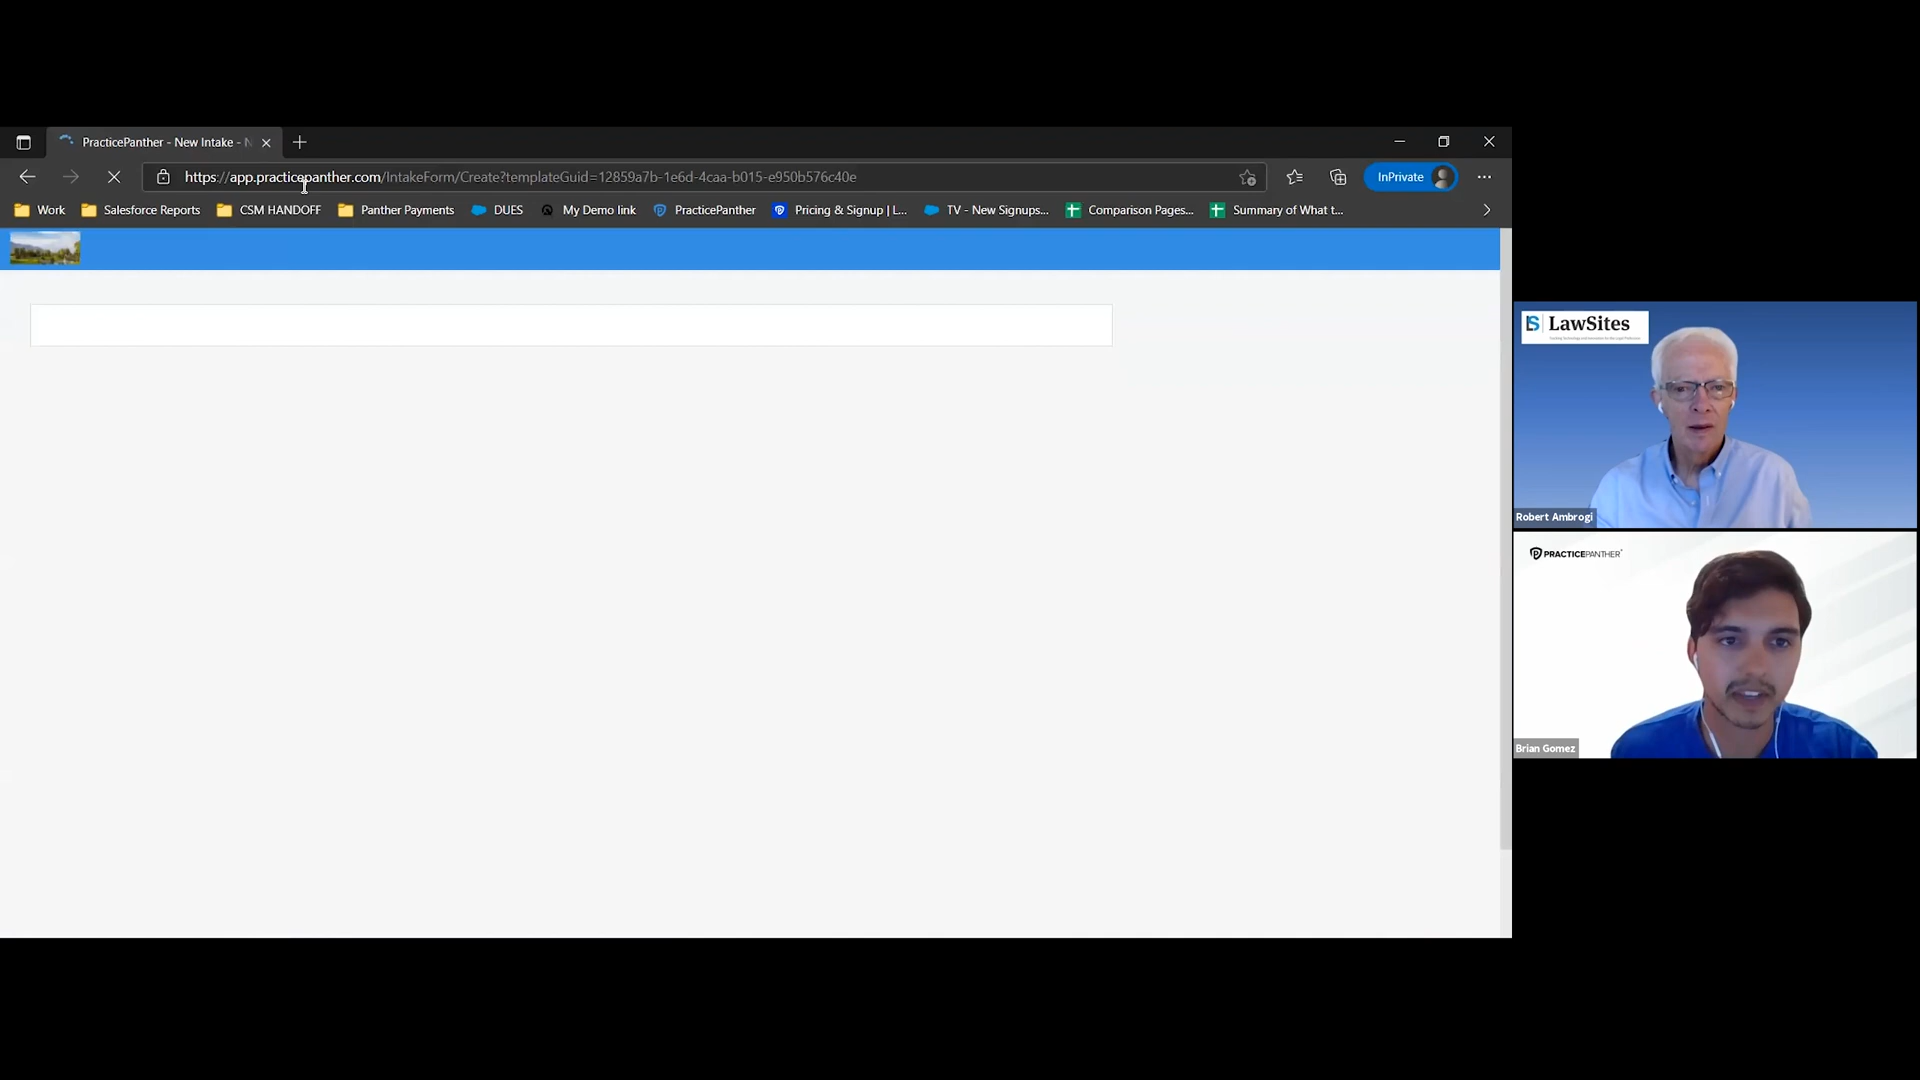 PracticePanther - New Intake - N
https://app.practicepanther.com/IntakeForm/Create?templateGuid=12859a7b-1e6d-4caa-b015-e950b576c40e
InPrivate
Work
Salesforce Reports
CSM HANDOFF
Panther Payments
DUES
My Demo link
PracticePanther
Pricing & Signup | L...
TV - New Signups...
Comparison Pages...
Summary of What t...
LS LawSites
Robert Ambrogi
PRACTICEPANTHER
Brian Gomez